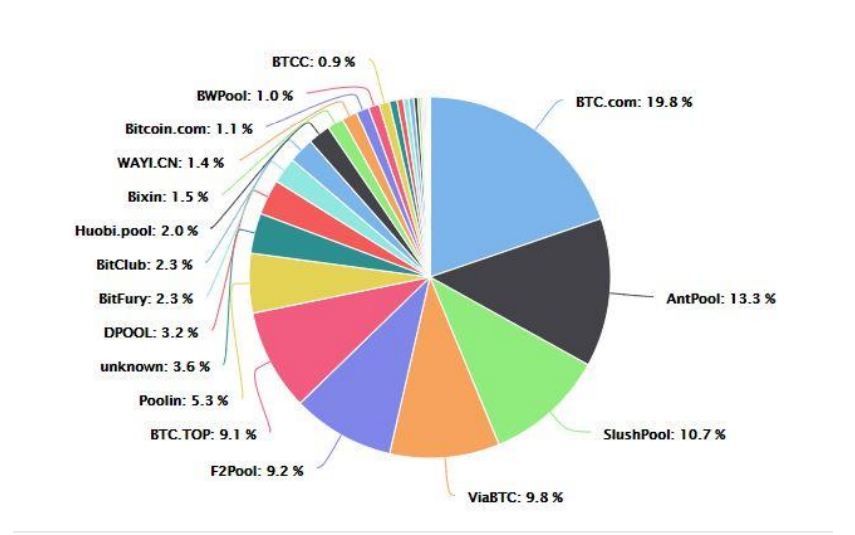 BTCC: 0.9 %
BWPool: 1.0 %
Bitcoin.com: 1.1 %
WAYI.CN: 1.4 %
Bixin: 1.5 %
Huobi.pool: 2.0 %
BitClub: 2.3 %
BitFury: 2.3 %
DPOOL: 3.2 %
unknown: 3.6 %
Poolin: 5.3 %
BTC.TOP: 9.1 %
F2Pool: 9.2 %
ViaBTC: 9.8 %
SlushPool: 10.7 %
AntPool: 13.3 %
BTC.com: 19.8 %